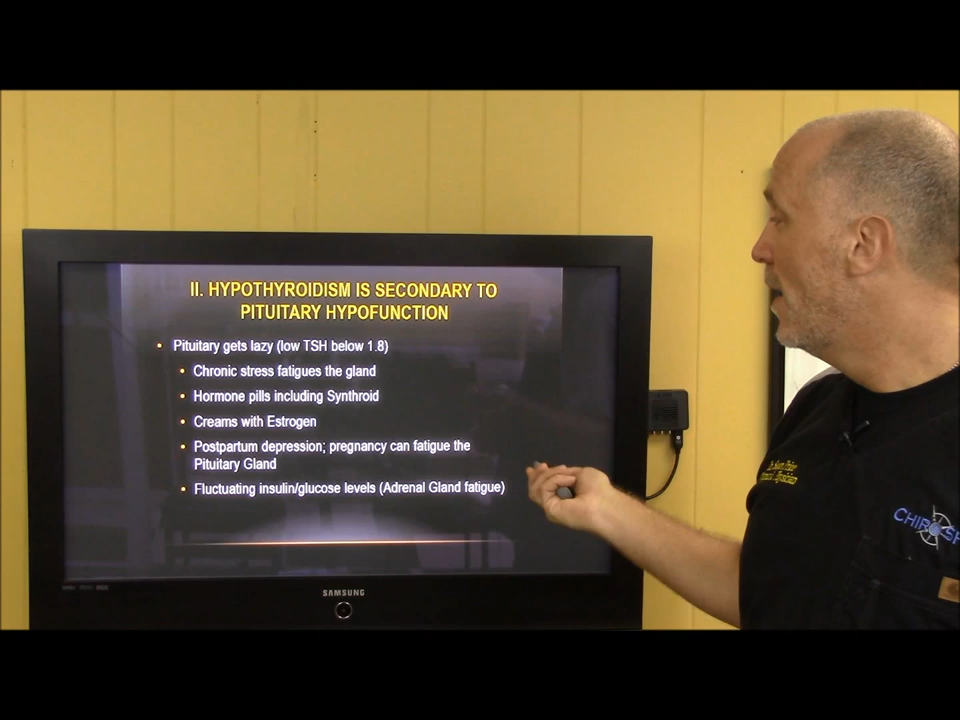 II. HYPOTHYROIDISM IS SECONDARY TO
PITUITARY HYPOFUNCTION
• Pituitary gets lazy (low TSH below 1.8)
• Chronic stress fatigues the gland
• Hormone pills including Synthroid
• Creams with Estrogen
• Postpartum depression; pregnancy can fatigue the
Pituitary Gland
• Fluctuating insulin/glucose levels (Adrenal Gland fatigue)
SAMSUNG